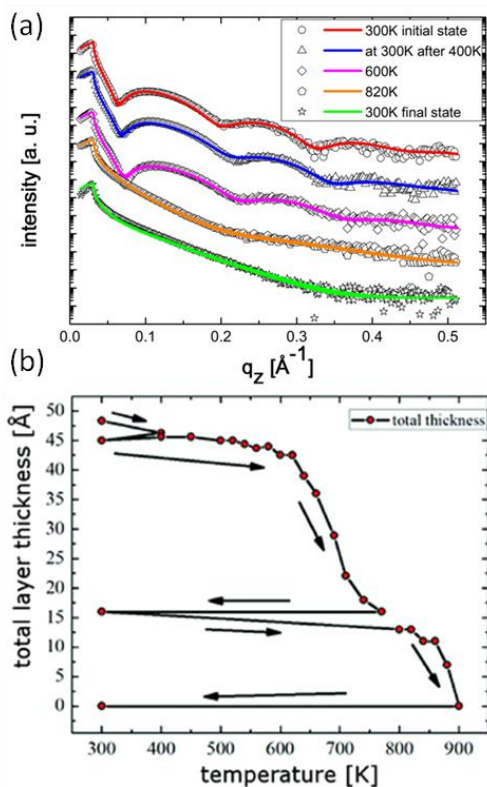 (a)
300K initial state
at 300K after 400K
600K
820K
300K final state
intensity [a. u.]
0.0 0.1 0.2 0.3 0.4 0.5
q_z [Å⁻¹]
(b)
50
45
40
35
30
25
20
15
10
5
0
total thickness
total layer thickness [Å]
300 400 500 600 700 800 900
temperature [K]